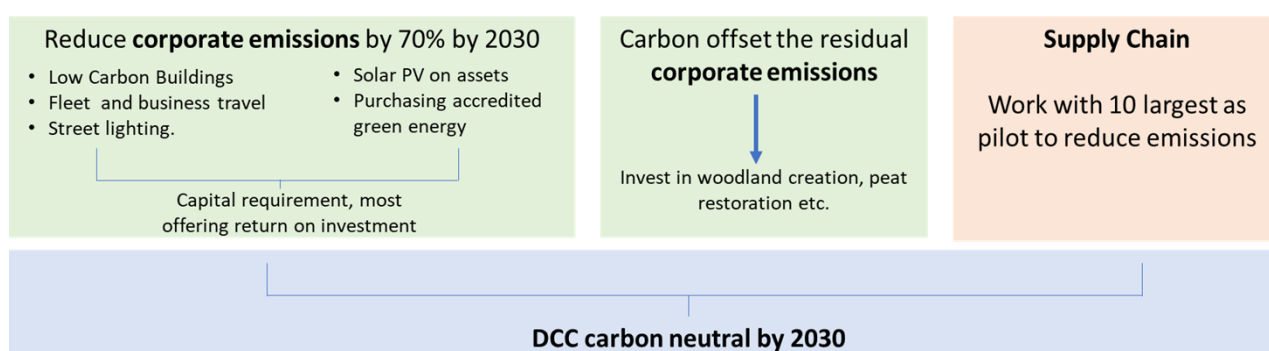 Reduce corporate emissions by 70% by 2030
• Low Carbon Buildings
• Fleet and business travel
• Street lighting.
• Solar PV on assets
• Purchasing accredited
green energy
Capital requirement, most
offering return on investment
Carbon offset the residual
corporate emissions
Invest in woodland creation, peat
restoration etc.
Supply Chain
Work with 10 largest as
pilot to reduce emissions
DCC carbon neutral by 2030